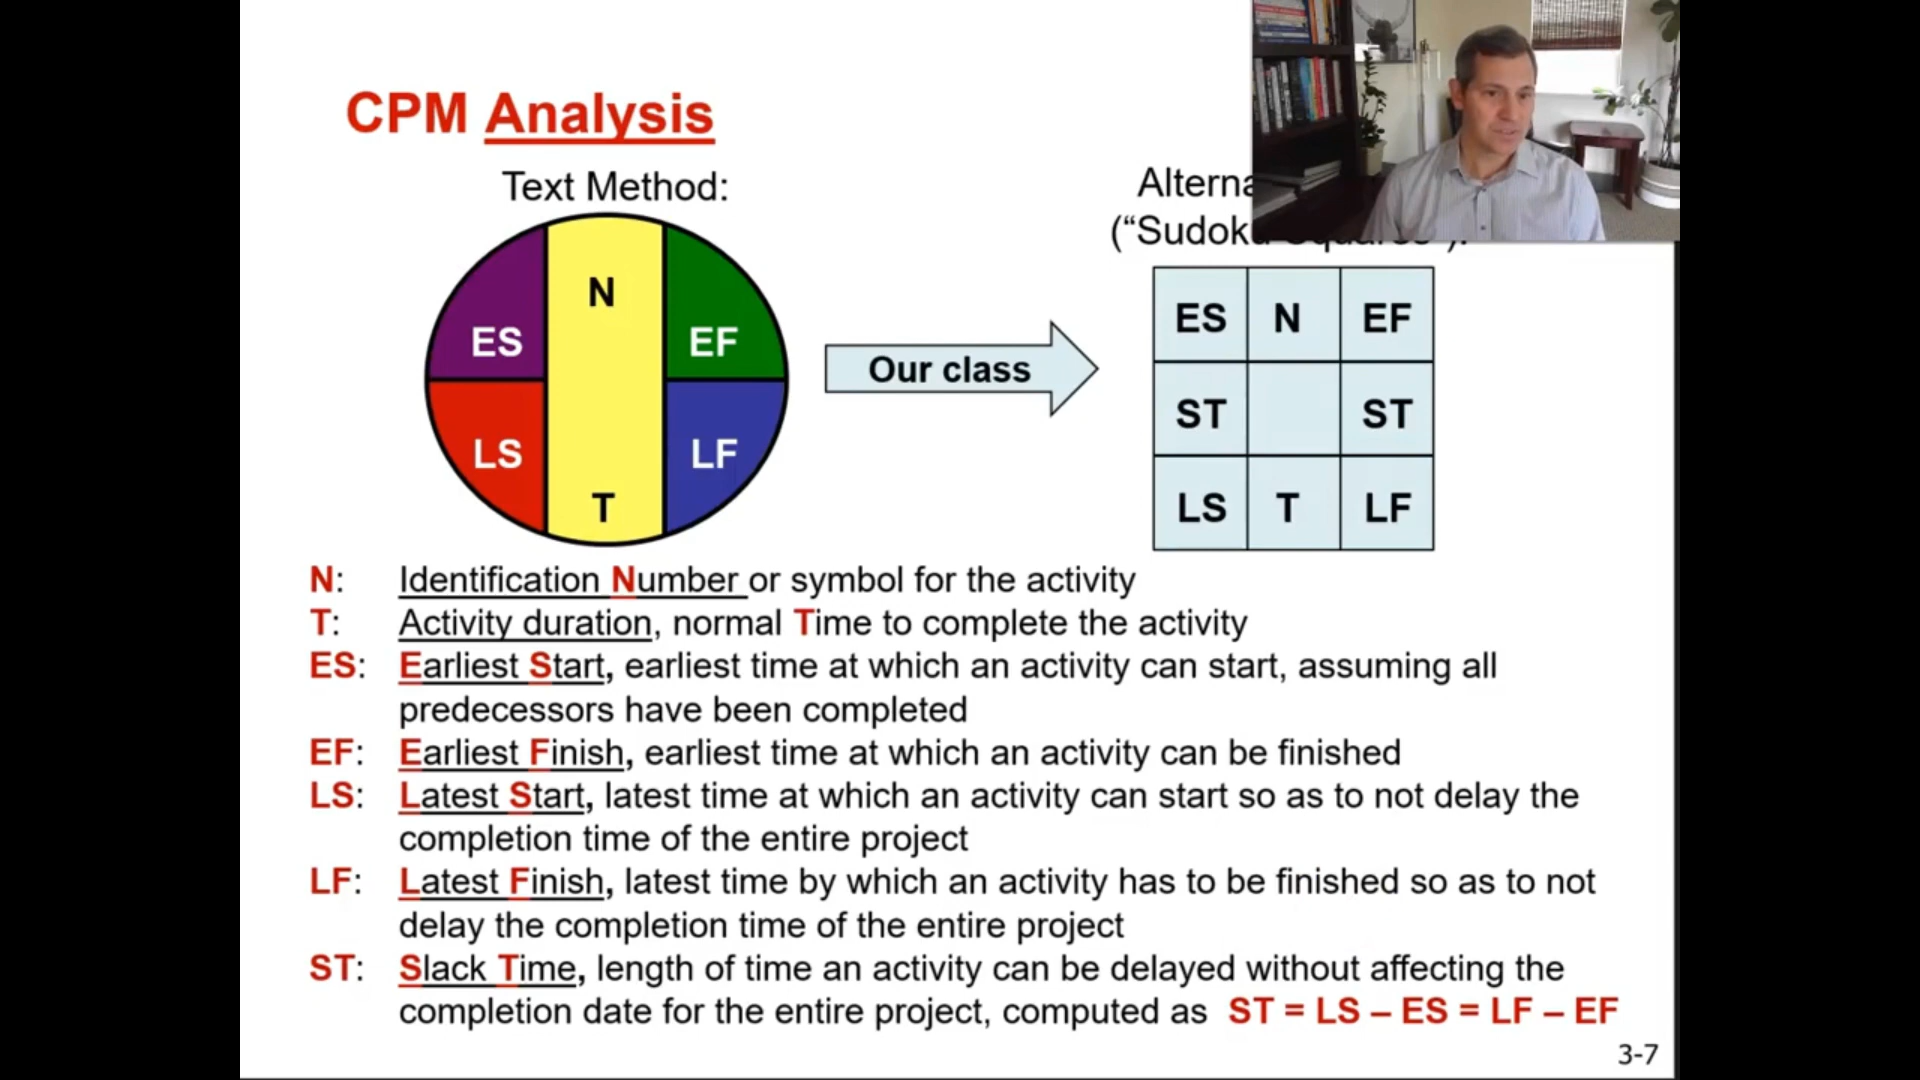 CPM Analysis
Text Method:
N
ES
EF
LS
LF
T
Our class
ES N EF
ST ST
LS T LF
N: Identification Number or symbol for the activity
T: Activity duration, normal Time to complete the activity
ES: Earliest Start, earliest time at which an activity can start, assuming all
predecessors have been completed
EF: Earliest Finish, earliest time at which an activity can be finished
LS: Latest Start, latest time at which an activity can start so as to not delay the
completion time of the entire project
LF: Latest Finish, latest time by which an activity has to be finished so as to not
delay the completion time of the entire project
ST: Slack Time, length of time an activity can be delayed without affecting the
completion date for the entire project, computed as ST = LS – ES = LF – EF
3-7